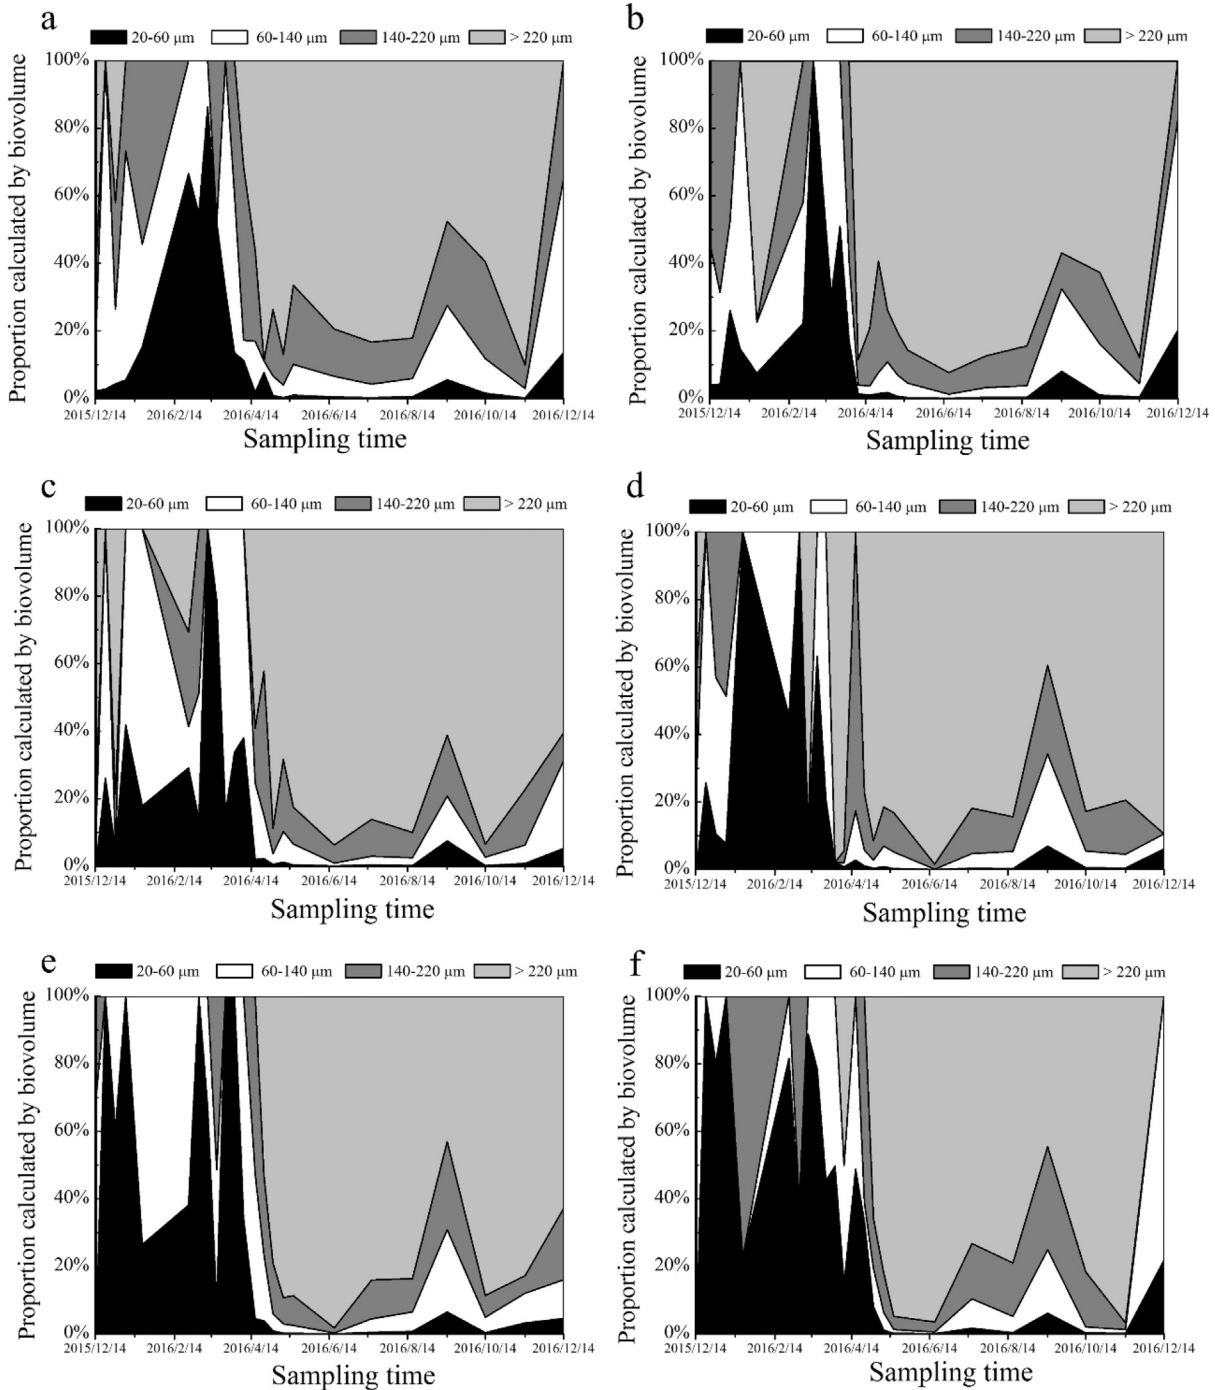 a
20-60 μm 60-140 μm 140-220 μm > 220 μm
Proportion calculated by biovolume
100%
80%
60%
40%
20%
0%
2015/12/14 2016/2/14 2016/4/14 2016/6/14 2016/8/14 2016/10/14 2016/12/14
Sampling time
b
20-60 μm 60-140 μm 140-220 μm > 220 μm
Proportion calculated by biovolume
100%
80%
60%
40%
20%
0%
2015/12/14 2016/2/14 2016/4/14 2016/6/14 2018/8/14 2016/10/14 2016/12/14
Sampling time
c
20-60 μm 60-140 μm 140-220 μm > 220 μm
Proportion calculated by biovolume
100%
80%
60%
40%
20%
0%
2015/12/14 2016/2/14 2016/4/14 2016/6/14 2016/8/14 2016/10/14 2016/12/14
Sampling time
d
20-60 μm 60-140 μm 140-220 μm > 220 μm
Proportion calculated by biovolume
100%
80%
60%
40%
20%
0%
2015/12/14 2016/2/14 2016/4/14 2016/6/14 2016/8/14 2016/10/14 2016/12/14
Sampling time
e
20-60 μm 60-140 μm 140-220 μm > 220 μm
Proportion calculated by biovolume
100%
80%
60%
40%
20%
0%
2015/12/14 2016/2/14 2016/4/14 2016/6/14 2016/8/14 2016/10/14 2016/12/14
Sampling time
f
20-60 μm 60-140 μm 140-220 μm > 220 μm
Proportion calculated by biovolume
100%
80%
60%
40%
20%
0%
2015/12/14 2016/2/14 2016/4/14 2016/6/14 2016/8/14 2016/10/14 2016/12/14
Sampling time